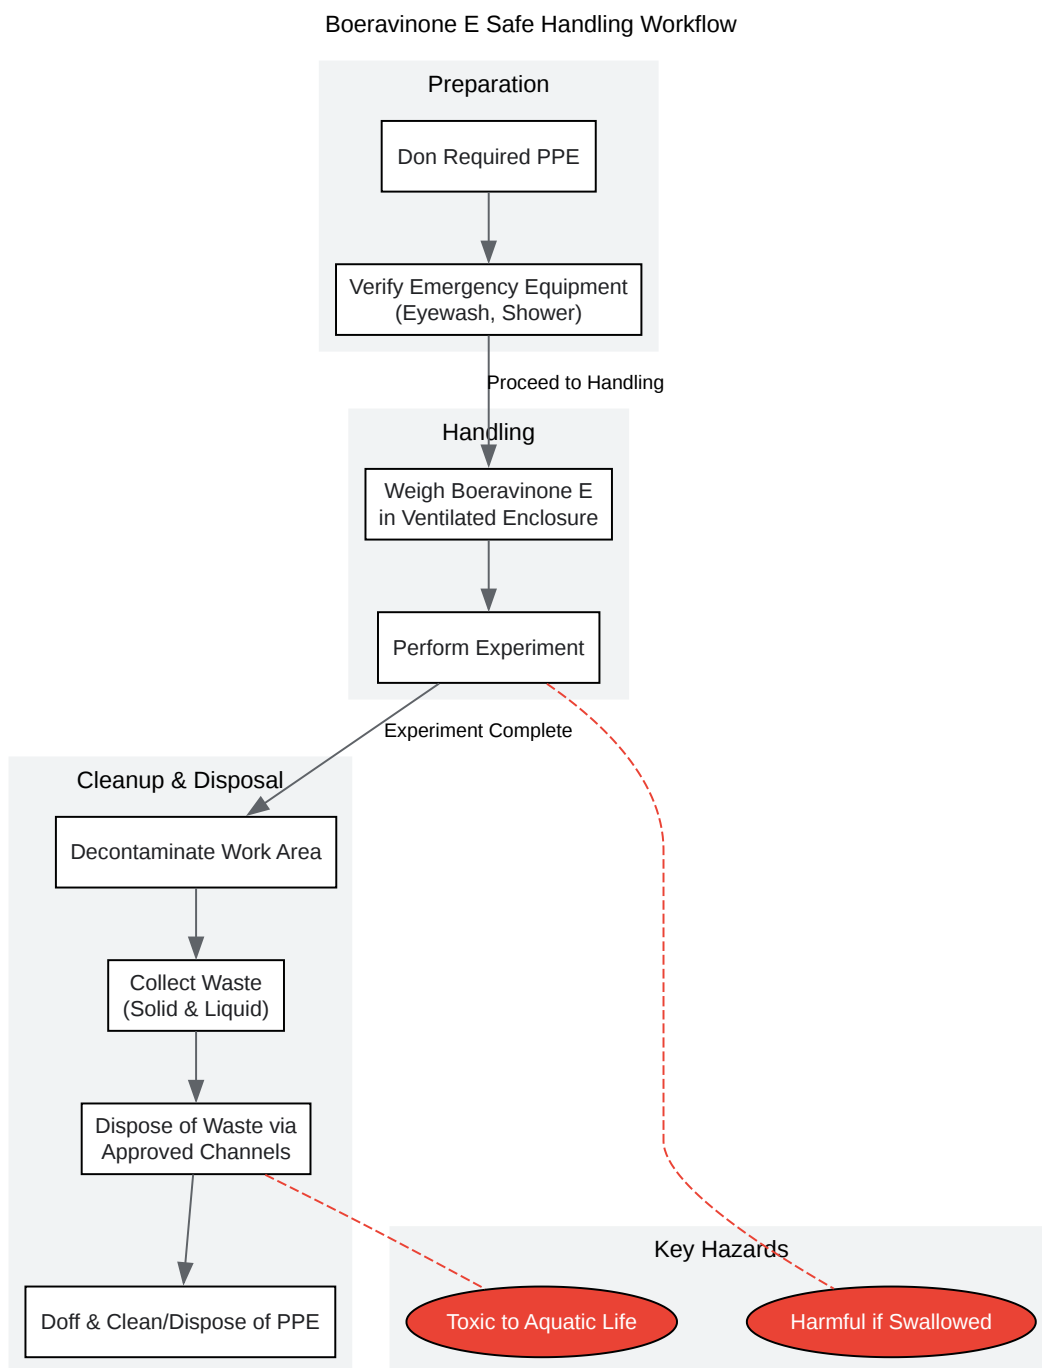 Boeravinone E Safe Handling Workflow
Preparation
Don Required PPE
Verify Emergency Equipment
(Eyewash, Shower)
Proceed to Handling
Handling
Weigh Boeravinone E
in Ventilated Enclosure
Perform Experiment
Experiment Complete
Cleanup & Disposal
Decontaminate Work Area
Collect Waste
(Solid & Liquid)
Dispose of Waste via
Approved Channels
Doff & Clean/Dispose of PPE
Key Hazards
Toxic to Aquatic Life
Harmful if Swallowed